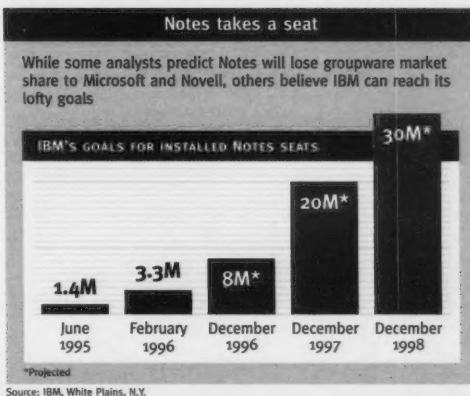 Notes takes a seat
While some analysts predict Notes will lose groupware market
share to Microsoft and Novell, others believe IBM can reach its
lofty goals
IBM'S GOALS FOR INSTALLED NOTES SEATS
1.4M
3.3M
8M*
20M*
30M*
June
1995
February
1996
December
1996
December
1997
December
1998
*Projected
Source: IBM, White Plains, N.Y.